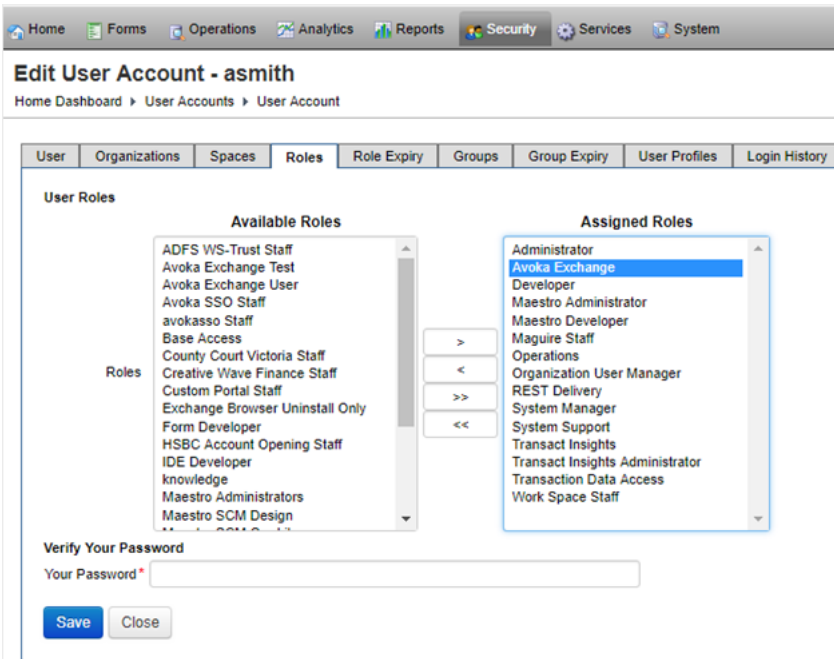 Home Forms Operations Analytics Reports Security Services System
Edit User Account - asmith
Home Dashboard User Accounts User Account
User Organizations Spaces Roles Role Expiry Groups Group Expiry User Profiles Login History
User Roles
Available Roles
ADFS WS-Trust Staff
Avoka Exchange Test
Avoka Exchange User
Avoka SSO Staff
avokasso Staff
Base Access
County Court Victoria Staff
Roles
Creative Wave Finance Staff
Custom Portal Staff
Exchange Browser Uninstall Only
Form Developer
HSBC Account Opening Staff
IDE Developer
knowledge
Maestro Administrators
Maestro SCM Design
>
<
>>
<<
Assigned Roles
Administrator
Avoka Exchange
Developer
Maestro Administrator
Maestro Developer
Maguire Staff
Operations
Organization User Manager
REST Delivery
System Manager
System Support
Transact Insights
Transact Insights Administrator
Transaction Data Access
Work Space Staff
Verify Your Password
Your Password *
Save Close